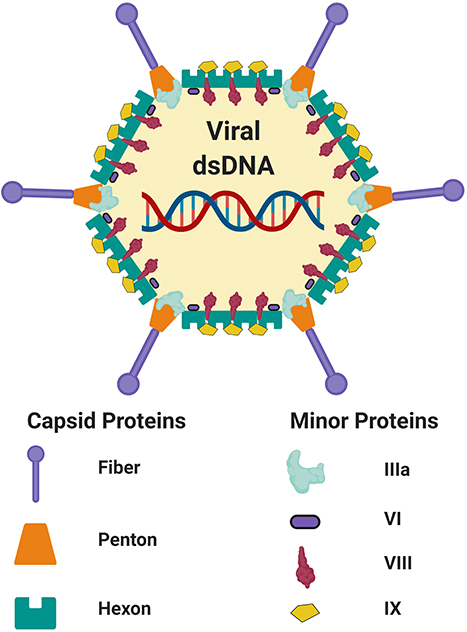 Viral
dsDNA
Capsid Proteins
Fiber
Penton
Hexon
Minor Proteins
IIIa
VI
VIII
IX